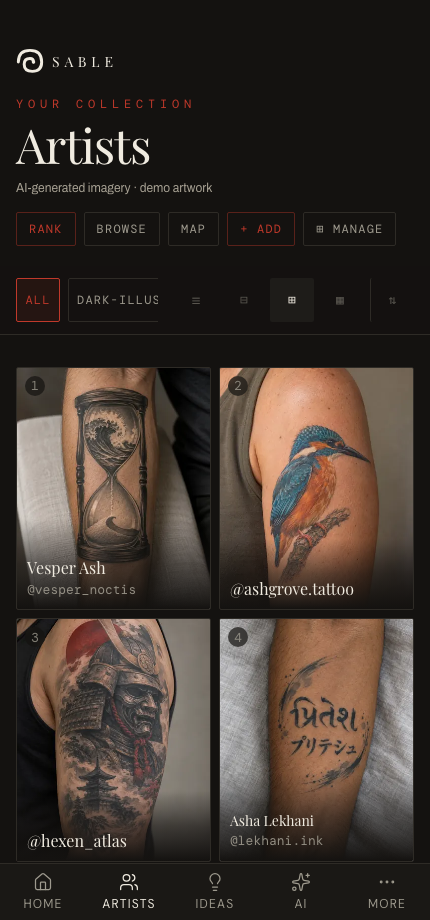 SABLE
YOUR COLLECTION
Artists
AI-generated imagery · demo artwork
RANK BROWSE MAP + ADD ⊞ MANAGE
ALL DARK-ILLUS
1
Vesper Ash
@vesper_noctis
2
@ashgrove.tattoo
3
@hexen_atlas
4
प्रितेश
プリテシュ
Asha Lekhani
@lekhani.ink
HOME ARTISTS IDEAS AI MORE